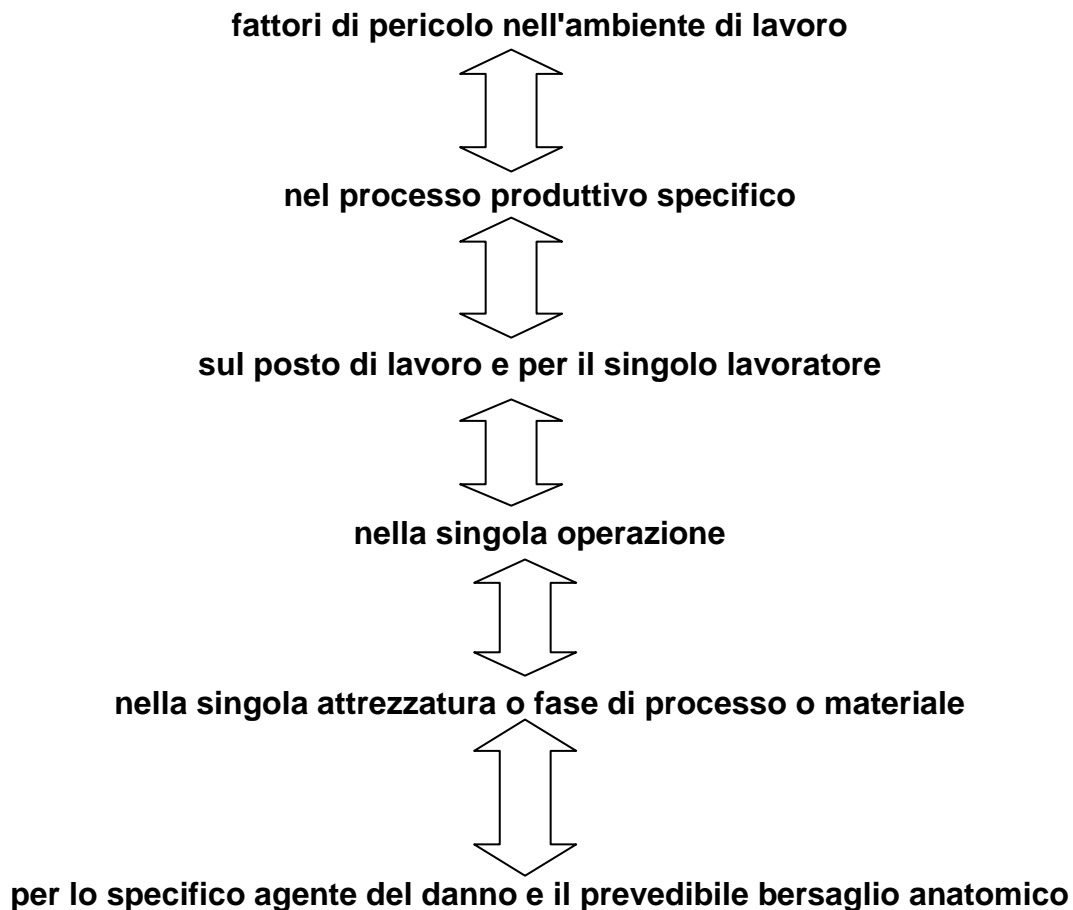 fattori di pericolo nell'ambiente di lavoro
nel processo produttivo specifico
sul posto di lavoro e per il singolo lavoratore
nella singola operazione
nella singola attrezzatura o fase di processo o materiale
per lo specifico agente del danno e il prevedibile bersaglio anatomico